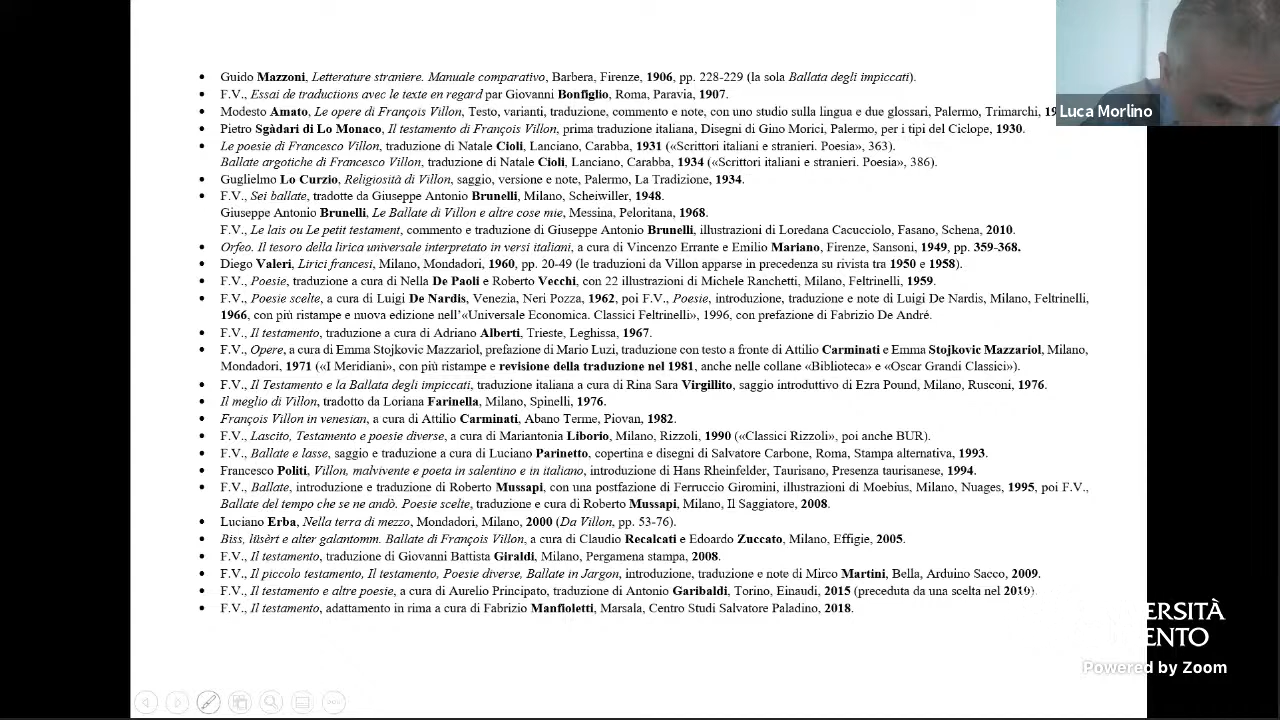 • Guido Mazzoni, Letterature straniere. Manuale comparativo, Barbera, Firenze, 1906, pp. 228-229 (la sola Ballata degli impiccati).
• F.V., Essai de traductions avec le texte en regard par Giovanni Bonfiglio, Roma, Paravia, 1907.
• Modesto Amato, Le opere di François Villon, Testo, varianti, traduzione, commento e note, con uno studio sulla lingua e due glossari, Palermo, Trimarchi,
• Pietro Sgàdari di Lo Monaco, Il testamento di François Villon, prima traduzione italiana, Disegni di Gino Morici, Palermo, per i tipi del Ciclope, 1930.
• Le poesie di Francesco Villon, traduzione di Natale Cioli, Lanciano, Carabba, 1931 («Scrittori italiani e stranieri. Poesia», 363).
Ballate argotiche di Francesco Villon, traduzione di Natale Cioli, Lanciano, Carabba, 1934 («Scrittori italiani e stranieri. Poesia», 386).
• Guglielmo Lo Curzio, Religiosità di Villon, saggio, versione e note, Palermo, La Tradizione, 1934.
• F.V., Sei ballate, tradotte da Giuseppe Antonio Brunelli, Milano, Scheiwiller, 1948.
Giuseppe Antonio Brunelli, Le Ballate di Villon e altre cose mie, Messina, Peloritana, 1968.
F.V., Le lais ou Le petit testament, commento e traduzione di Giuseppe Antonio Brunelli, illustrazioni di Loredana Cacucciolo, Fasano, Schena, 2010.
• Orfeo. Il tesoro della lirica universale interpretato in versi italiani, a cura di Vincenzo Errante e Emilio Mariano, Firenze, Sansoni, 1949, pp. 359-368.
• Diego Valeri, Lirici francesi, Milano, Mondadori, 1960, pp. 20-49 (le traduzioni da Villon apparse in precedenza su rivista tra 1950 e 1958).
• F.V., Poesie, traduzione a cura di Nella De Paoli e Roberto Vecchi, con 22 illustrazioni di Michele Ranchetti, Milano, Feltrinelli, 1959.
• F.V., Poesie scelte, a cura di Luigi De Nardis, Venezia, Neri Pozza, 1962, poi F.V., Poesie, introduzione, traduzione e note di Luigi De Nardis, Milano, Feltrinelli,
1966, con più ristampe e nuova edizione nell'«Universale Economica. Classici Feltrinelli», 1996, con prefazione di Fabrizio De André.
• F.V., Il testamento, traduzione a cura di Adriano Alberti, Trieste, Leghissa, 1967.
• F.V., Opere, a cura di Emma Stojkovic Mazzariol, prefazione di Mario Luzi, traduzione con testo a fronte di Attilio Carminati e Emma Stojkovic Mazzariol, Milano,
Mondadori, 1971 («I Meridiani», con più ristampe e revisione della traduzione nel 1981, anche nelle collane «Biblioteca» e «Oscar Grandi Classici»).
• F.V., Il Testamento e la Ballata degli impiccati, traduzione italiana a cura di Rina Sara Virgillito, saggio introduttivo di Ezra Pound, Milano, Rusconi, 1976.
• Il meglio di Villon, tradotto da Loriana Farinella, Milano, Spinelli, 1976.
• François Villon in venesian, a cura di Attilio Carminati, Abano Terme, Piovan, 1982.
• F.V., Lascito, Testamento e poesie diverse, a cura di Mariantonia Liborio, Milano, Rizzoli, 1990 («Classici Rizzoli», poi anche BUR).
• F.V., Ballate e lasse, saggio e traduzione a cura di Luciano Parinetto, copertina e disegni di Salvatore Carbone, Roma, Stampa alternativa, 1993.
• Francesco Politi, Villon, malvivente e poeta in salentino e in italiano, introduzione di Hans Rheinfelder, Taurisano, Presenza taurisanese, 1994.
• F.V., Ballate, introduzione e traduzione di Roberto Mussapi, con una postfazione di Ferruccio Giromini, illustrazioni di Moebius, Milano, Nuages, 1995, poi F.V.,
Ballate del tempo che se ne andò. Poesie scelte, traduzione e cura di Roberto Mussapi, Milano, Il Saggiatore, 2008.
• Luciano Erba, Nella terra di mezzo, Mondadori, Milano, 2000 (Da Villon, pp. 53-76).
• Biss, lüsèrt e alter galantomm. Ballate di François Villon, a cura di Claudio Recalcati e Edoardo Zuccato, Milano, Effigie, 2005.
• F.V., Il testamento, traduzione di Giovanni Battista Giraldi, Milano, Pergamena stampa, 2008.
• F.V., Il piccolo testamento, Il testamento, Poesie diverse, Ballate in Jargon, introduzione, traduzione e note di Mirco Martini, Bella, Arduino Sacco, 2009.
• F.V., Il testamento e altre poesie, a cura di Aurelio Principato, traduzione di Antonio Garibaldi, Torino, Einaudi, 2015 (preceduta da una scelta nel
• F.V., Il testamento, adattamento in rima a cura di Fabrizio Manfioletti, Marsala, Centro Studi Salvatore Paladino, 2018.
Luca Morlino
ERSITÀ
ENTO
Powered by Zoom